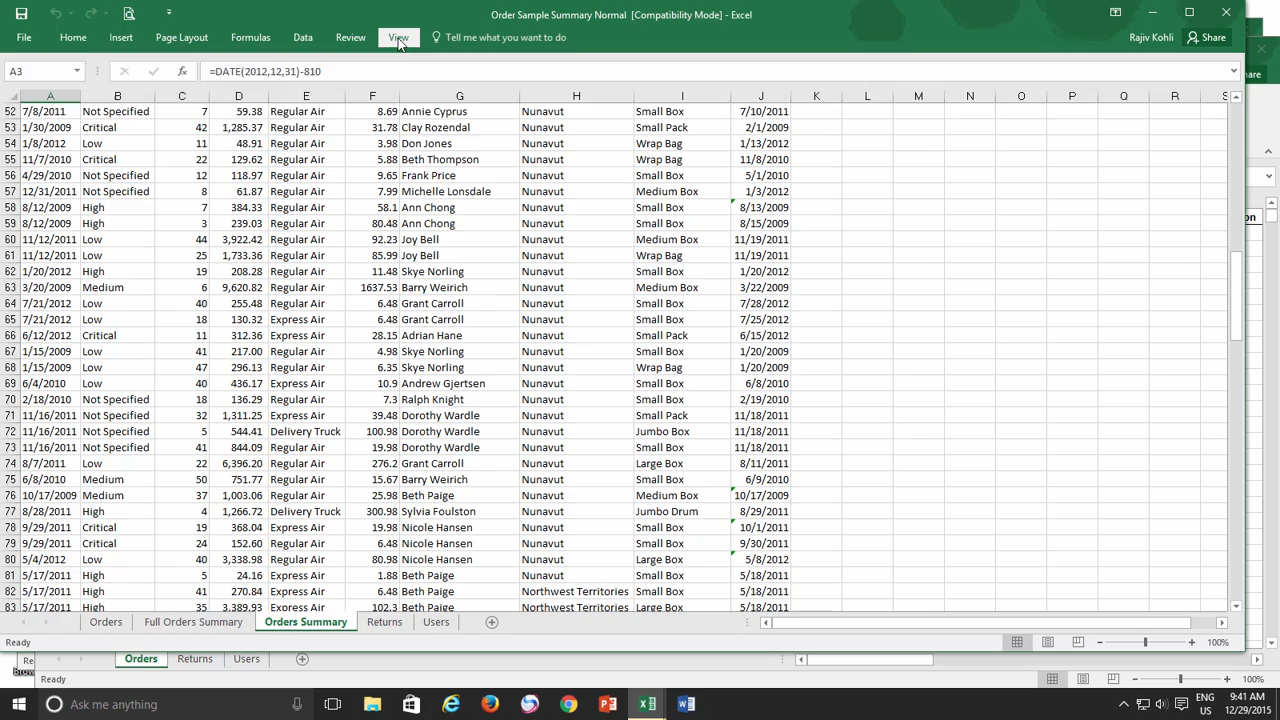 Order Sample Summary Normal [Compatibility Mode] - Excel
File Home Insert Page Layout Formulas Data Review View Tell me what you want to do Rajiv Kohli Share
A3 fx =DATE(2012,12,31)-810
A B C D E F G H I J K L M N O P Q R S
52 7/8/2011 Not Specified 7 59.38 Regular Air 8.69 Annie Cyprus Nunavut Small Box 7/10/2011
53 1/30/2009 Critical 42 1,285.37 Regular Air 31.78 Clay Rozendal Nunavut Small Pack 2/1/2009
54 1/8/2012 Low 11 48.91 Regular Air 3.98 Don Jones Nunavut Wrap Bag 1/13/2012
55 11/7/2010 Critical 22 129.62 Regular Air 5.88 Beth Thompson Nunavut Small Box 11/8/2010
56 4/29/2010 Not Specified 12 118.97 Regular Air 9.65 Frank Price Nunavut Small Box 5/1/2010
57 12/31/2011 Not Specified 8 61.87 Regular Air 7.99 Michelle Lonsdale Nunavut Medium Box 1/3/2012
58 8/12/2009 High 7 384.33 Regular Air 58.1 Ann Chong Nunavut Small Box 8/13/2009
59 8/12/2009 High 3 239.03 Regular Air 80.48 Ann Chong Nunavut Small Box 8/15/2009
60 11/12/2011 Low 44 3,922.42 Regular Air 92.23 Joy Bell Nunavut Medium Box 11/19/2011
61 11/12/2011 Low 25 1,733.36 Regular Air 85.99 Joy Bell Nunavut Wrap Bag 11/19/2011
62 1/20/2012 High 19 208.28 Regular Air 11.48 Skye Norling Nunavut Small Box 1/20/2012
63 3/20/2009 Medium 6 9,620.82 Regular Air 1637.53 Barry Weirich Nunavut Medium Box 3/22/2009
64 7/21/2012 Low 40 255.48 Regular Air 6.48 Grant Carroll Nunavut Small Box 7/28/2012
65 7/21/2012 Low 18 130.32 Express Air 6.48 Grant Carroll Nunavut Small Box 7/25/2012
66 6/12/2012 Critical 11 312.36 Regular Air 28.15 Adrian Hane Nunavut Small Pack 6/15/2012
67 1/15/2009 Low 41 217.00 Regular Air 4.98 Skye Norling Nunavut Small Box 1/20/2009
68 1/15/2009 Low 47 296.13 Regular Air 6.35 Skye Norling Nunavut Wrap Bag 1/20/2009
69 6/4/2010 Low 40 436.17 Express Air 10.9 Andrew Gjertsen Nunavut Small Box 6/8/2010
70 2/18/2010 Not Specified 18 136.29 Regular Air 7.3 Ralph Knight Nunavut Small Box 2/19/2010
71 11/16/2011 Not Specified 32 1,311.25 Express Air 39.48 Dorothy Wardle Nunavut Small Pack 11/18/2011
72 11/16/2011 Not Specified 5 544.41 Delivery Truck 100.98 Dorothy Wardle Nunavut Jumbo Box 11/18/2011
73 11/16/2011 Not Specified 41 844.09 Regular Air 19.98 Dorothy Wardle Nunavut Small Box 11/18/2011
74 8/7/2011 Low 22 6,396.20 Regular Air 276.2 Grant Carroll Nunavut Large Box 8/11/2011
75 6/8/2010 Medium 50 751.77 Regular Air 15.67 Barry Weirich Nunavut Small Box 6/9/2010
76 10/17/2009 Medium 37 1,003.06 Regular Air 25.98 Beth Paige Nunavut Medium Box 10/17/2009
77 8/28/2011 High 4 1,266.72 Delivery Truck 300.98 Sylvia Foulston Nunavut Jumbo Drum 8/29/2011
78 9/29/2011 Critical 19 368.04 Express Air 19.98 Nicole Hansen Nunavut Small Box 10/1/2011
79 9/29/2011 Critical 24 152.60 Regular Air 6.48 Nicole Hansen Nunavut Small Box 9/30/2011
80 5/4/2012 Low 40 3,338.98 Regular Air 80.98 Nicole Hansen Nunavut Large Box 5/8/2012
81 5/17/2011 High 5 24.16 Express Air 1.88 Beth Paige Nunavut Small Box 5/18/2011
82 5/17/2011 High 41 270.84 Express Air 6.48 Beth Paige Northwest Territories Small Box 5/18/2011
83 5/17/2011 High 35 3,389.93 Express Air 102.3 Beth Paige Northwest Territories Large Box 5/18/2011
Orders Full Orders Summary Orders Summary Returns Users
Ready 100%
Orders Returns Users
Ready 100%
Ask me anything ENG 9:41 AM
US 12/29/2015